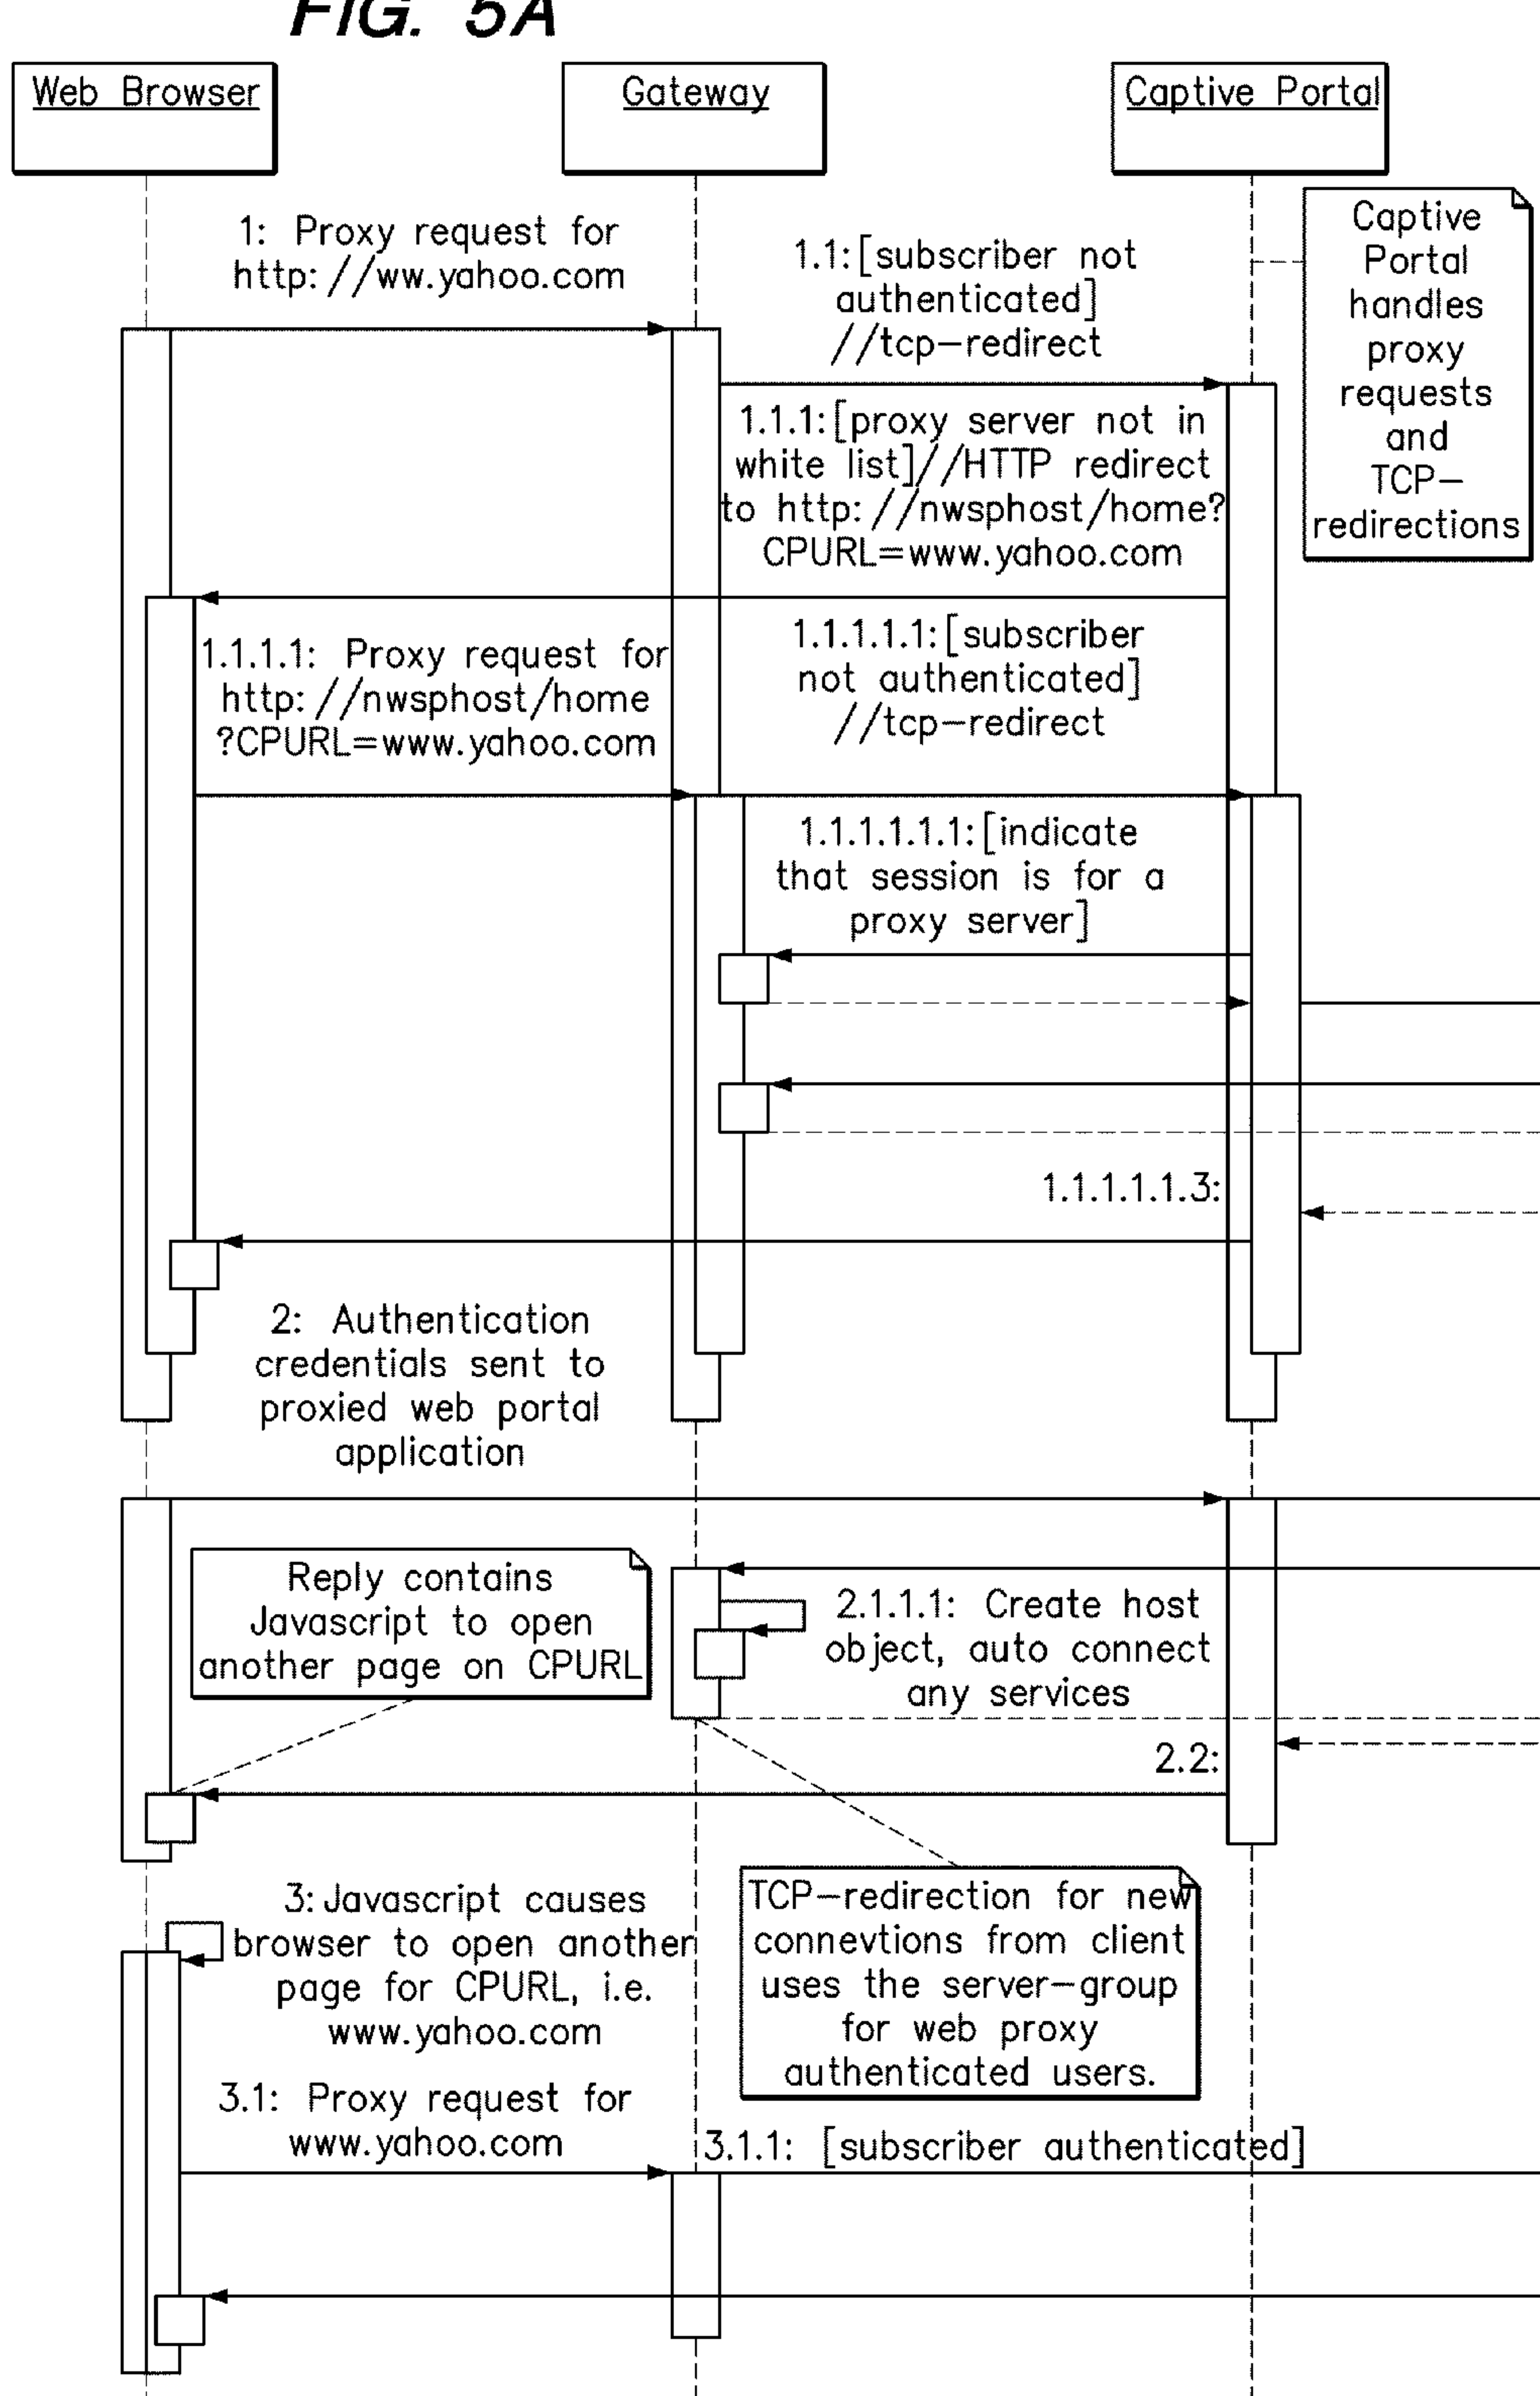 FIG. 5A
Web Browser
Gateway
Captive Portal
Captive
Portal
handles
proxy
requests
and
TCP-
redirections
1: Proxy request for
http://ww.yahoo.com
1.1:[subscriber not
authenticated]
//tcp-redirect
1.1.1:[proxy server not in
white list]//HTTP redirect
to http://nwsphost/home?
CPURL=www.yahoo.com
1.1.1.1: Proxy request for
http://nwsphost/home
?CPURL=www.yahoo.com
1.1.1.1.1:[subscriber
not authenticated]
//tcp-redirect
1.1.1.1.1.1:[indicate
that session is for a
proxy server]
1.1.1.1.1.3:
2: Authentication
credentials sent to
proxied web portal
application
Reply contains
Javascript to open
another page on CPURL
2.1.1.1: Create host
object, auto connect
any services
2.2:
TCP-redirection for new
connevtions from client
uses the server-group
for web proxy
authenticated users.
3:Javascript causes
browser to open another
page for CPURL, i.e.
www.yahoo.com
3.1: Proxy request for
www.yahoo.com
3.1.1: [subscriber authenticated]